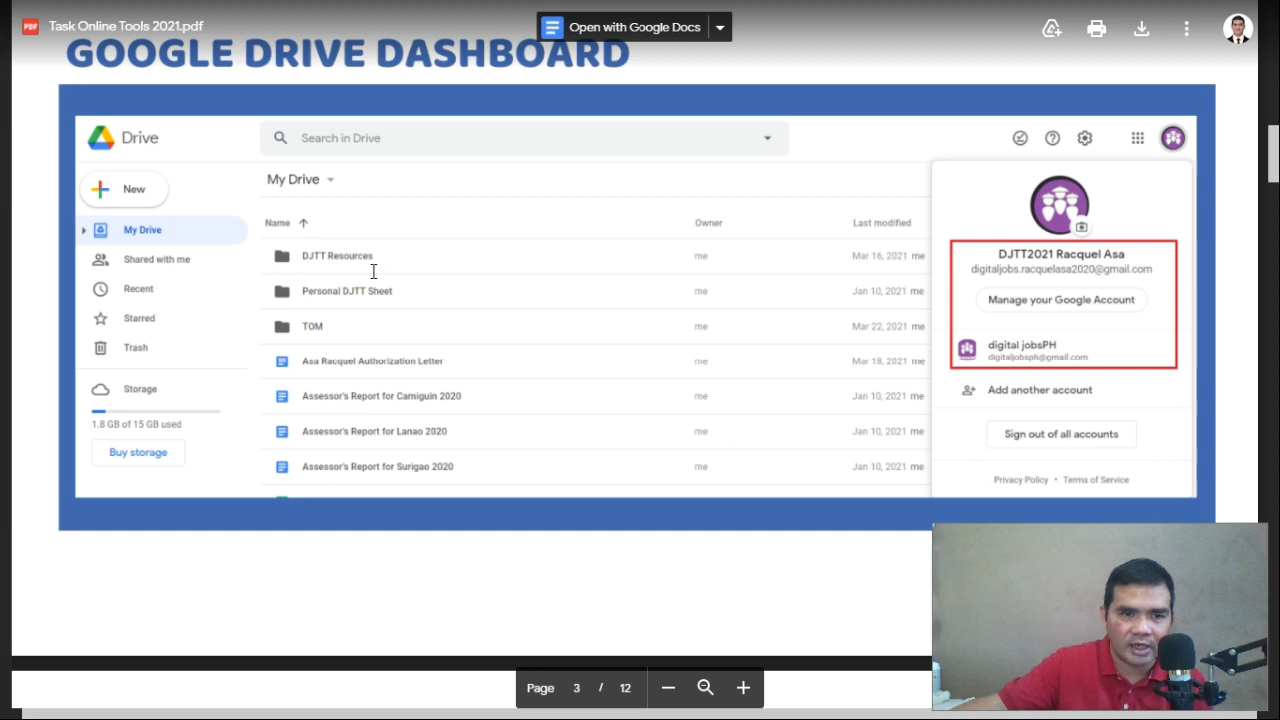 Task Online Tools 2021.pdf
Open with Google Docs
GOOGLE DRIVE DASHBOARD
Drive
Search in Drive
New
My Drive
Shared with me
Recent
Starred
Trash
Storage
1.8 GB of 15 GB used
Buy storage
My Drive
Name Owner Last modified
DJTT Resources me Mar 16, 2021 me
Personal DJTT Sheet me Jan 10, 2021 me
TOM me Mar 22, 2021 me
Asa Racquel Authorization Letter me Mar 18, 2021 me
Assessor's Report for Camiguin 2020 me Jan 10, 2021 me
Assessor's Report for Lanao 2020 me Jan 10, 2021 me
Assessor's Report for Surigao 2020 me Jan 10, 2021 me
DJTT2021 Racquel Asa
digitaljobs.racquelasa2020@gmail.com
Manage your Google Account
digital jobsPH
digitaljobsph@gmail.com
Add another account
Sign out of all accounts
Privacy Policy • Terms of Service
Page 3 / 12